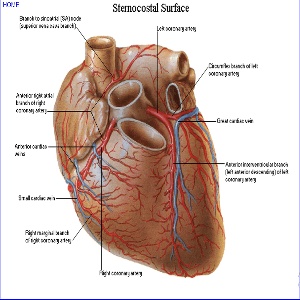 HOME
Sternocostal Surface
Branch to sinoatrial (SA) node
(superior vena cava branch)
Left coronary artery
Circumflex branch of left
coronary artery
Anterior right atrial
branch of right
coronary artery
Great cardiac vein
Anterior cardiac
veins
Anterior interventricular branch
(left anterior descending) of left
coronary artery
Small cardiac vein
Right marginal branch
of right coronary artery
Right coronary artery